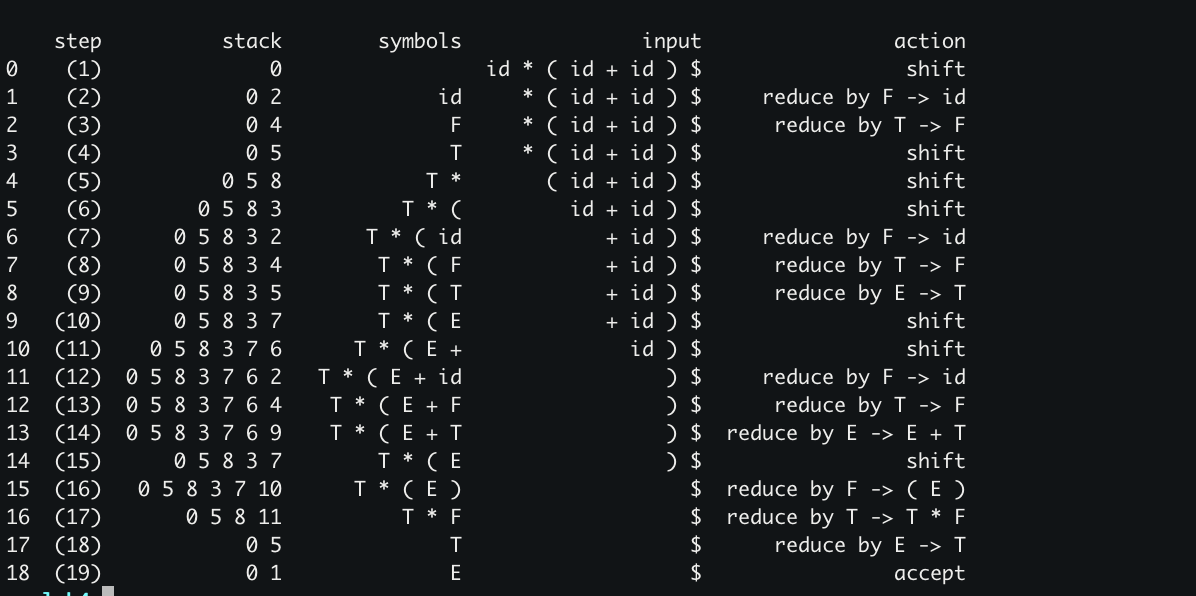 step stack symbols input action
0 (1) 0 id * ( id + id ) $ shift
1 (2) 0 2 id * ( id + id ) $ reduce by F -> id
2 (3) 0 4 F * ( id + id ) $ reduce by T -> F
3 (4) 0 5 T * ( id + id ) $ shift
4 (5) 0 5 8 T * ( id + id ) $ shift
5 (6) 0 5 8 3 T * ( id + id ) $ shift
6 (7) 0 5 8 3 2 T * ( id + id ) $ reduce by F -> id
7 (8) 0 5 8 3 4 T * ( F + id ) $ reduce by T -> F
8 (9) 0 5 8 3 5 T * ( T + id ) $ reduce by E -> T
9 (10) 0 5 8 3 7 T * ( E + id ) $ shift
10 (11) 0 5 8 3 7 6 T * ( E + id ) $ shift
11 (12) 0 5 8 3 7 6 2 T * ( E + id ) $ reduce by F -> id
12 (13) 0 5 8 3 7 6 4 T * ( E + F ) $ reduce by T -> F
13 (14) 0 5 8 3 7 6 9 T * ( E + T ) $ reduce by E -> E + T
14 (15) 0 5 8 3 7 T * ( E ) $ shift
15 (16) 0 5 8 3 7 10 T * ( E ) $ reduce by F -> ( E )
16 (17) 0 5 8 11 T * F $ reduce by T -> T * F
17 (18) 0 5 T $ reduce by E -> T
18 (19) 0 1 E $ accept